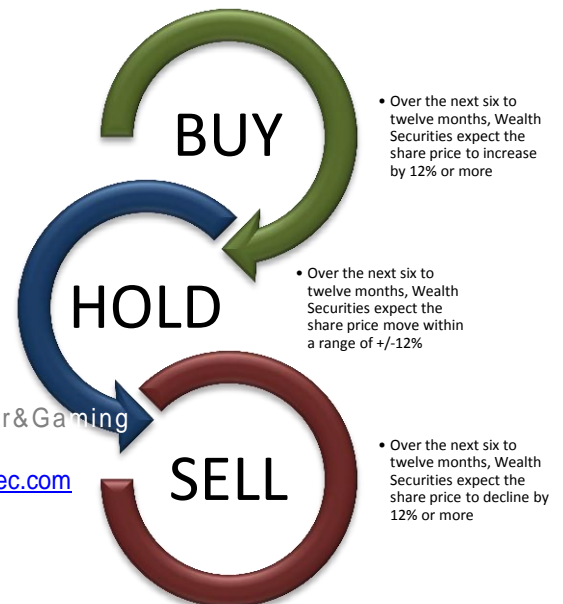 BUY
• Over the next six to
twelve months, Wealth
Securities expect the
share price to increase
by 12% or more
HOLD
• Over the next six to
twelve months, Wealth
Securities expect the
share price move within
a range of +/-12%
r&Gaming
ec.com
SELL
• Over the next six to
twelve months, Wealth
Securities expect the
share price to decline by
12% or more